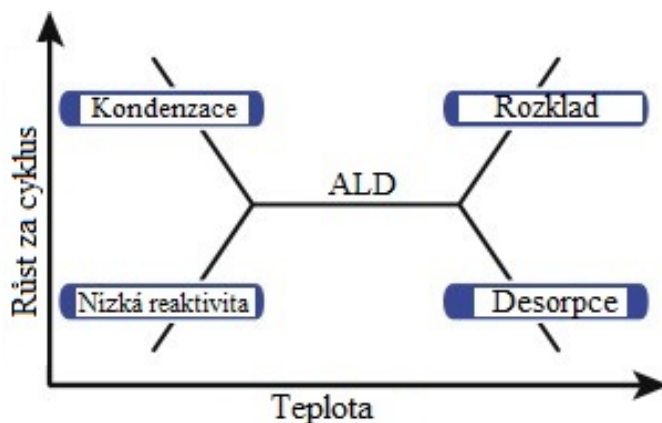 Kondenzace
Rozklad
ALD
Růst za cyklus
Nízká reaktivita
Desorpce
Teplota